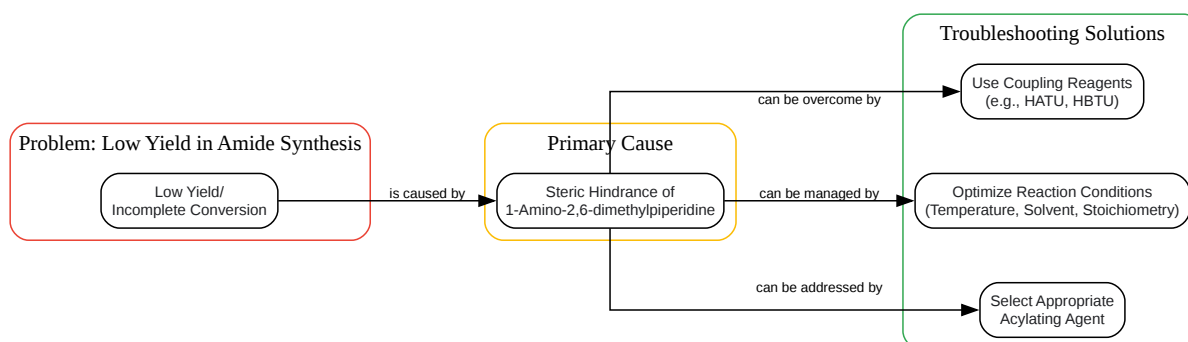 Troubleshooting Solutions
Use Coupling Reagents
(e.g., HATU, HBTU)
can be overcome by
Problem: Low Yield in Amide Synthesis
Primary Cause
Low Yield/
Incomplete Conversion
is caused by
Steric Hindrance of
1-Amino-2,6-dimethylpiperidine
can be managed by
Optimize Reaction Conditions
(Temperature, Solvent, Stoichiometry)
can be addressed by
Select Appropriate
Acylating Agent